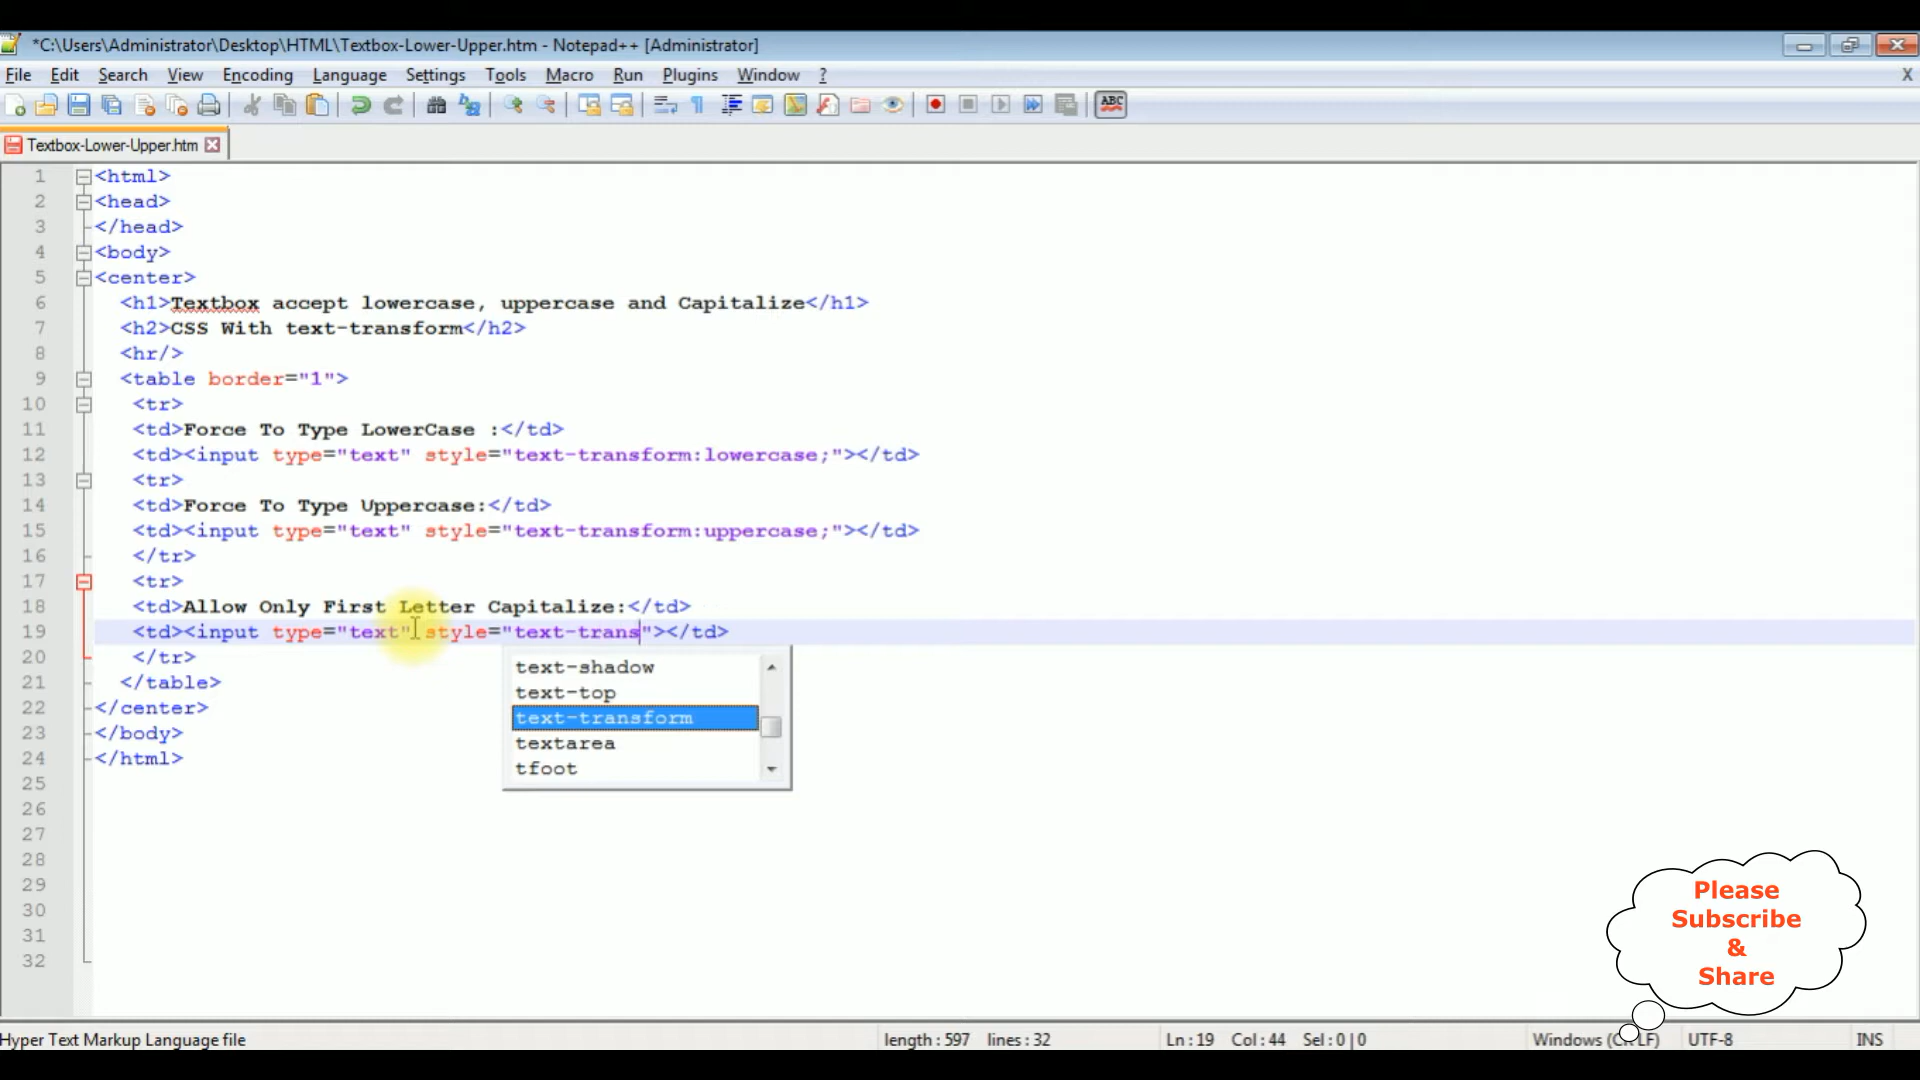 *C:\Users\Administrator\Desktop\HTML\Textbox-Lower-Upper.htm - Notepad++ [Administrator]
File Edit Search View Encoding Language Settings Tools Macro Run Plugins Window ? X
ABC
Textbox-Lower-Upper.htm
1 <html>
2 <head>
3 </head>
4 <body>
5 <center>
6 <h1>Textbox accept lowercase, uppercase and Capitalize</h1>
7 <h2>CSS With text-transform</h2>
8 <hr/>
9 <table border="1">
10 <tr>
11 <td>Force To Type LowerCase :</td>
12 <td><input type="text" style="text-transform:lowercase;"></td>
13 <tr>
14 <td>Force To Type Uppercase:</td>
15 <td><input type="text" style="text-transform:uppercase;"></td>
16 </tr>
17 <tr>
18 <td>Allow Only First Letter Capitalize:</td>
19 <td><input type="text" style="text-trans"></td>
20 </tr>
21 </table>
22 </center>
23 </body>
24 </html>
25
26
27
28
29
30
31
32
text-shadow
text-top
text-transform
textarea
tfoot
Please
Subscribe
&
Share
Hyper Text Markup Language file length : 597 lines : 32 Ln : 19 Col : 44 Sel : 0 | 0 Windows (CR LF) UTF-8 INS